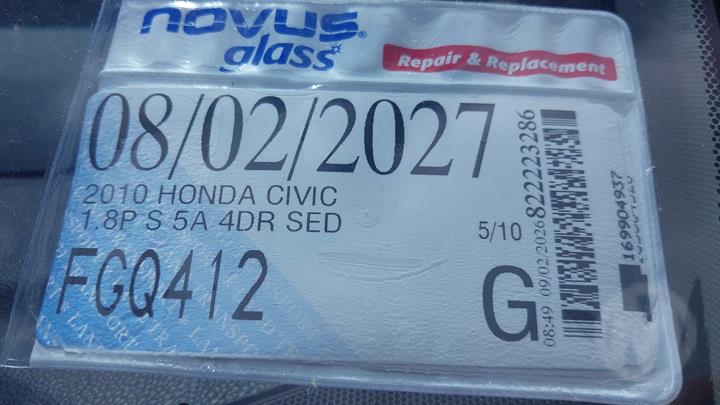 novus
glass
Repair & Replacement
08/02/2027
2010 HONDA CIVIC
1.8P S 5A 4DR SED
5/10
FGQ412
G
08:49 09/02/2026 822223286
169904937